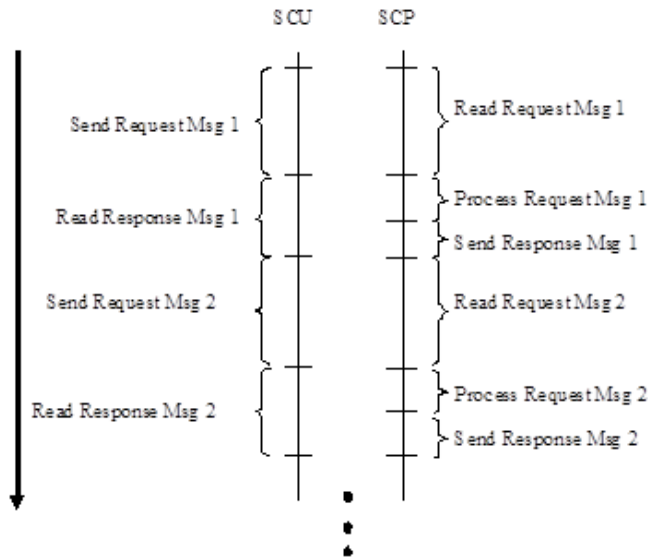 SCU SCP
Send Request Msg 1
Read Request Msg 1
Read Response Msg 1
Process Request Msg 1
Send Response Msg 1
Send Request Msg 2
Read Request Msg 2
Read Response Msg 2
Process Request Msg 2
Send Response Msg 2